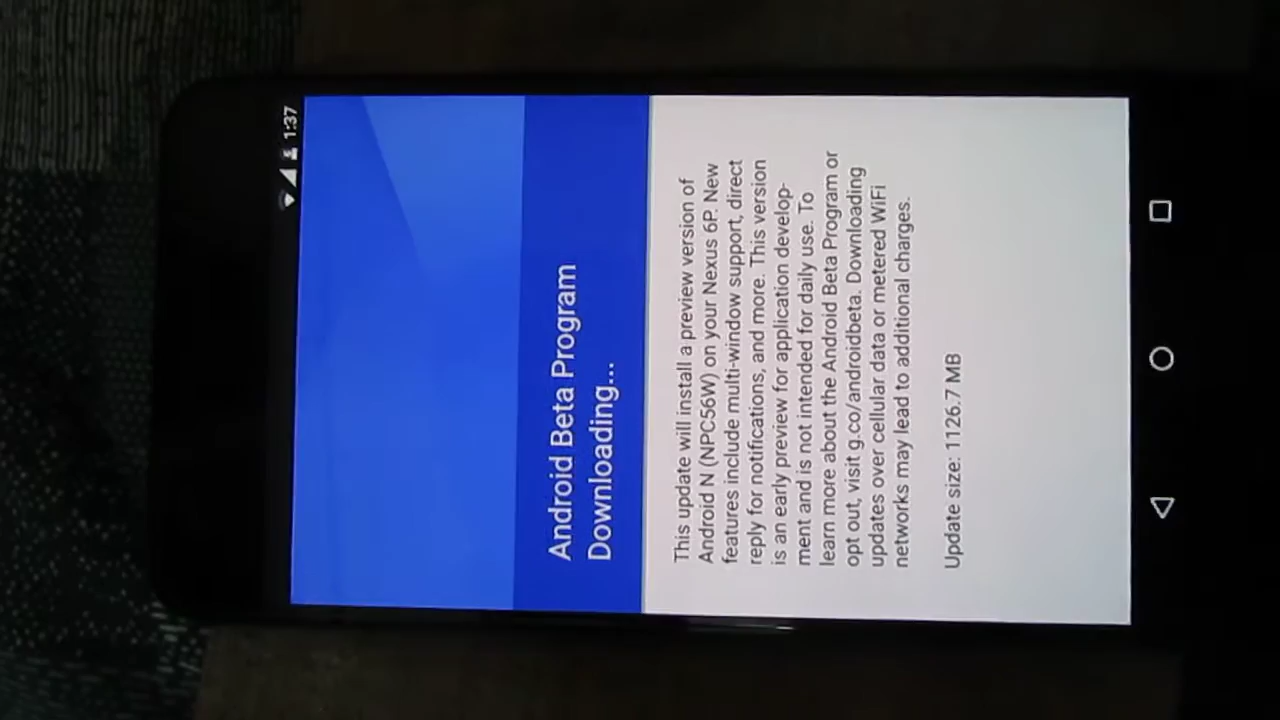 1:37
Android Beta Program
Downloading...
This update will install a preview version of
Android N (NPC56W) on your Nexus 6P. New
features include multi-window support, direct
reply for notifications, and more. This version
is an early preview for application develop-
ment and is not intended for daily use. To
learn more about the Android Beta Program or
opt out, visit g.co/androidbeta. Downloading
updates over cellular data or metered WiFi
networks may lead to additional charges.
Update size: 1126.7 MB